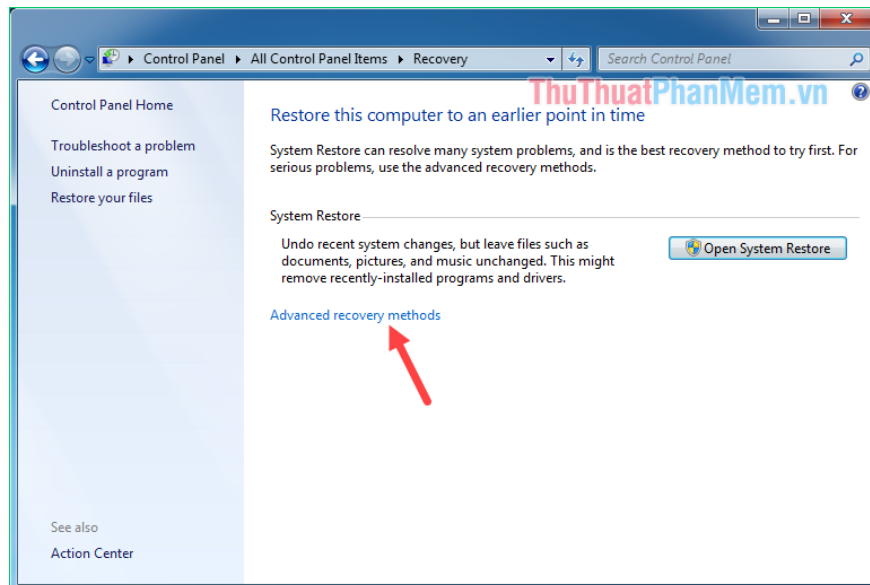 Control Panel All Control Panel Items Recovery
Search Control Panel
ThuThuatPhanMem.vn
Control Panel Home
Troubleshoot a problem
Uninstall a program
Restore your files
Restore this computer to an earlier point in time
System Restore can resolve many system problems, and is the best recovery method to try first. For
serious problems, use the advanced recovery methods.
System Restore
Undo recent system changes, but leave files such as
documents, pictures, and music unchanged. This might
remove recently-installed programs and drivers.
Open System Restore
Advanced recovery methods
See also
Action Center